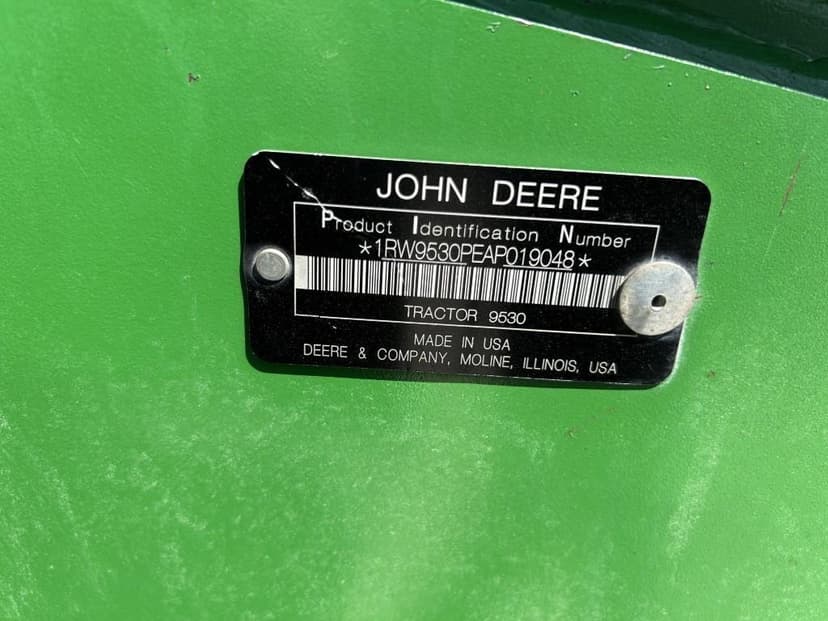 JOHN DEERE
Product Identification Number
*1RW9530PEAP019048*
TRACTOR 9530
MADE IN USA
DEERE & COMPANY, MOLINE, ILLINOIS, USA